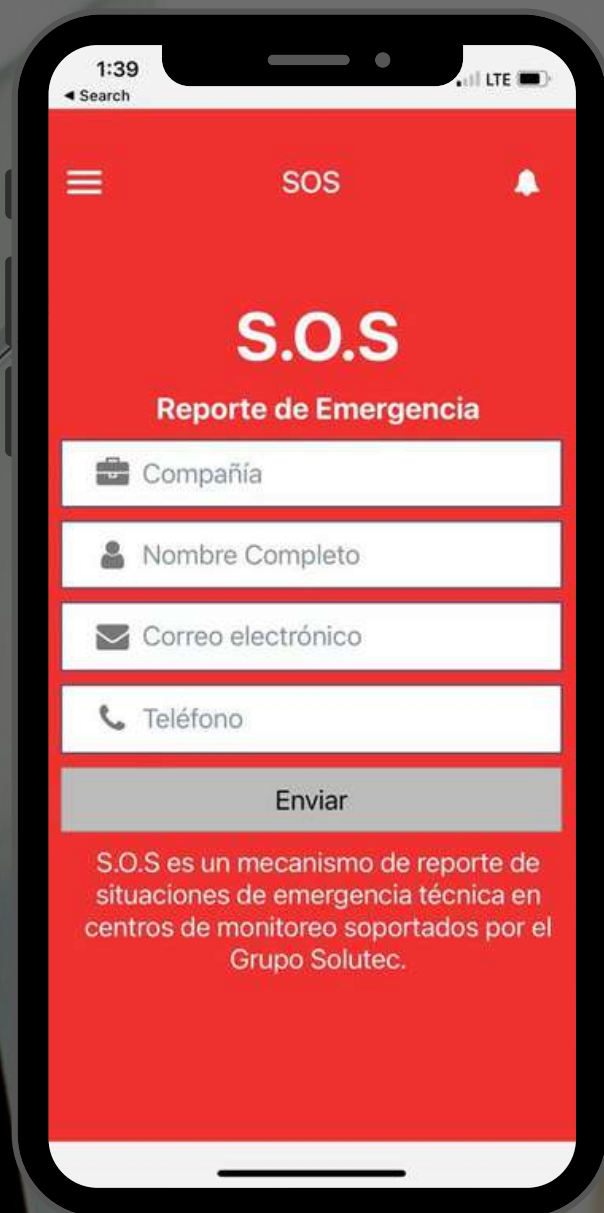 1:39
LTE
◄ Search
SOS
S.O.S
Reporte de Emergencia
Compañía
Nombre Completo
Correo electrónico
Teléfono
Enviar
S.O.S es un mecanismo de reporte de
situaciones de emergencia técnica en
centros de monitoreo soportados por el
Grupo Solutec.